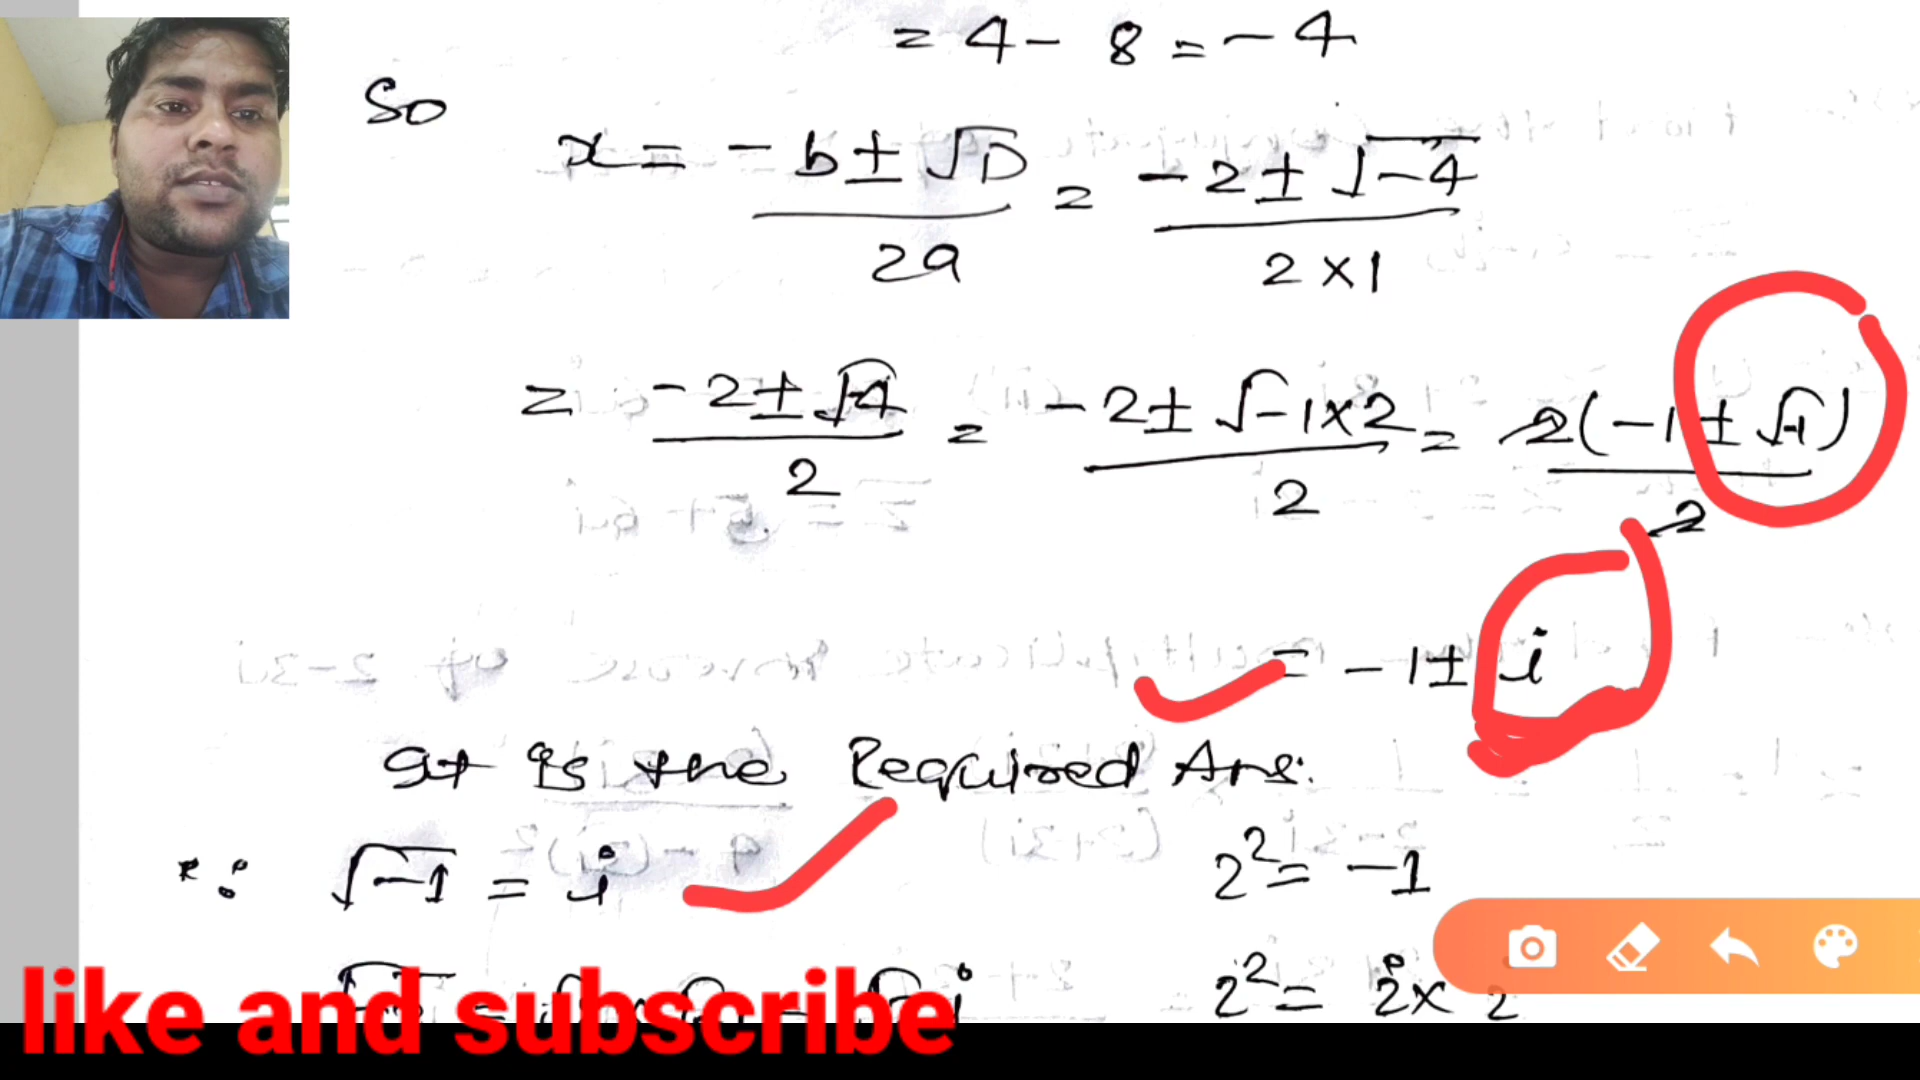 = 4 - 8 = -4
So
x = -b ± √D / 2a = -2 ± √-4 / 2×1
= -2 ± √-4 / 2 = -2 ± √-1×2 / 2 = 2(-1 ± √-1) / 2
= -1 ± i
It is the Required Ans.
∵ √-1 = i
i² = -1
i² = i × i
like and subscribe